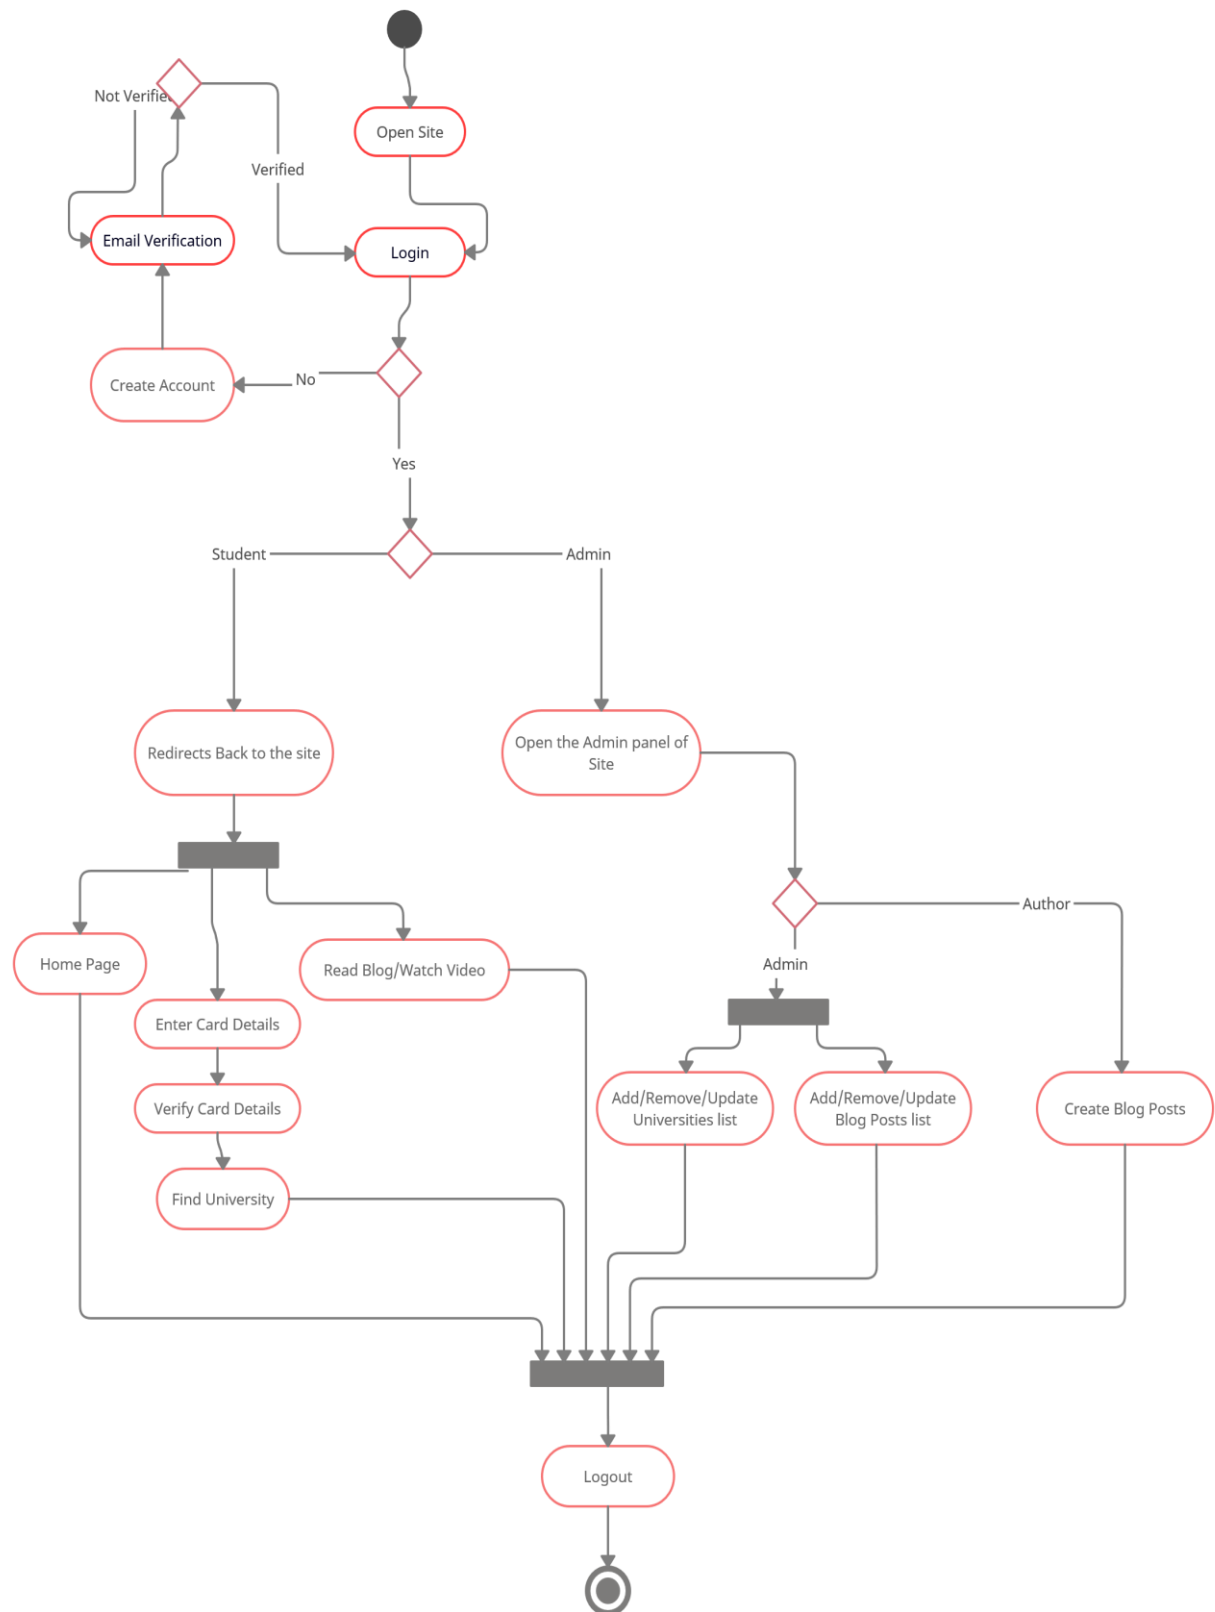 Not Verifie
Open Site
Verified
Email Verification
Login
Create Account
No
Yes
Student
Admin
Redirects Back to the site
Open the Admin panel of
Site
Author
Home Page
Read Blog/Watch Video
Admin
Enter Card Details
Verify Card Details
Add/Remove/Update
Universities list
Add/Remove/Update
Blog Posts list
Create Blog Posts
Find University
Logout